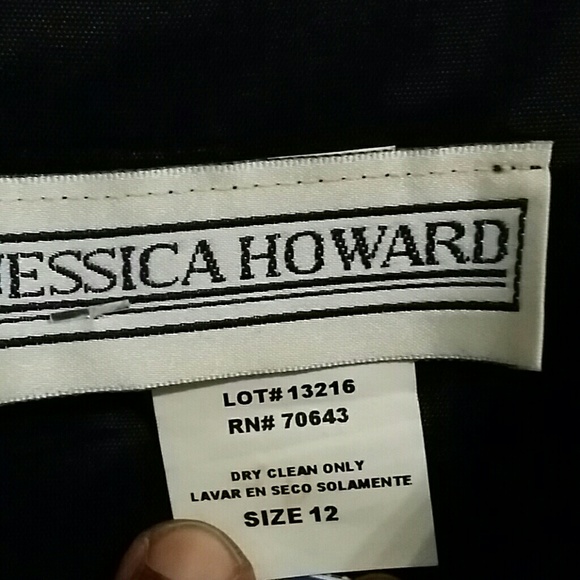 JESSICA HOWARD
LOT# 13216
RN# 70643
DRY CLEAN ONLY
LAVAR EN SECO SOLAMENTE
SIZE 12